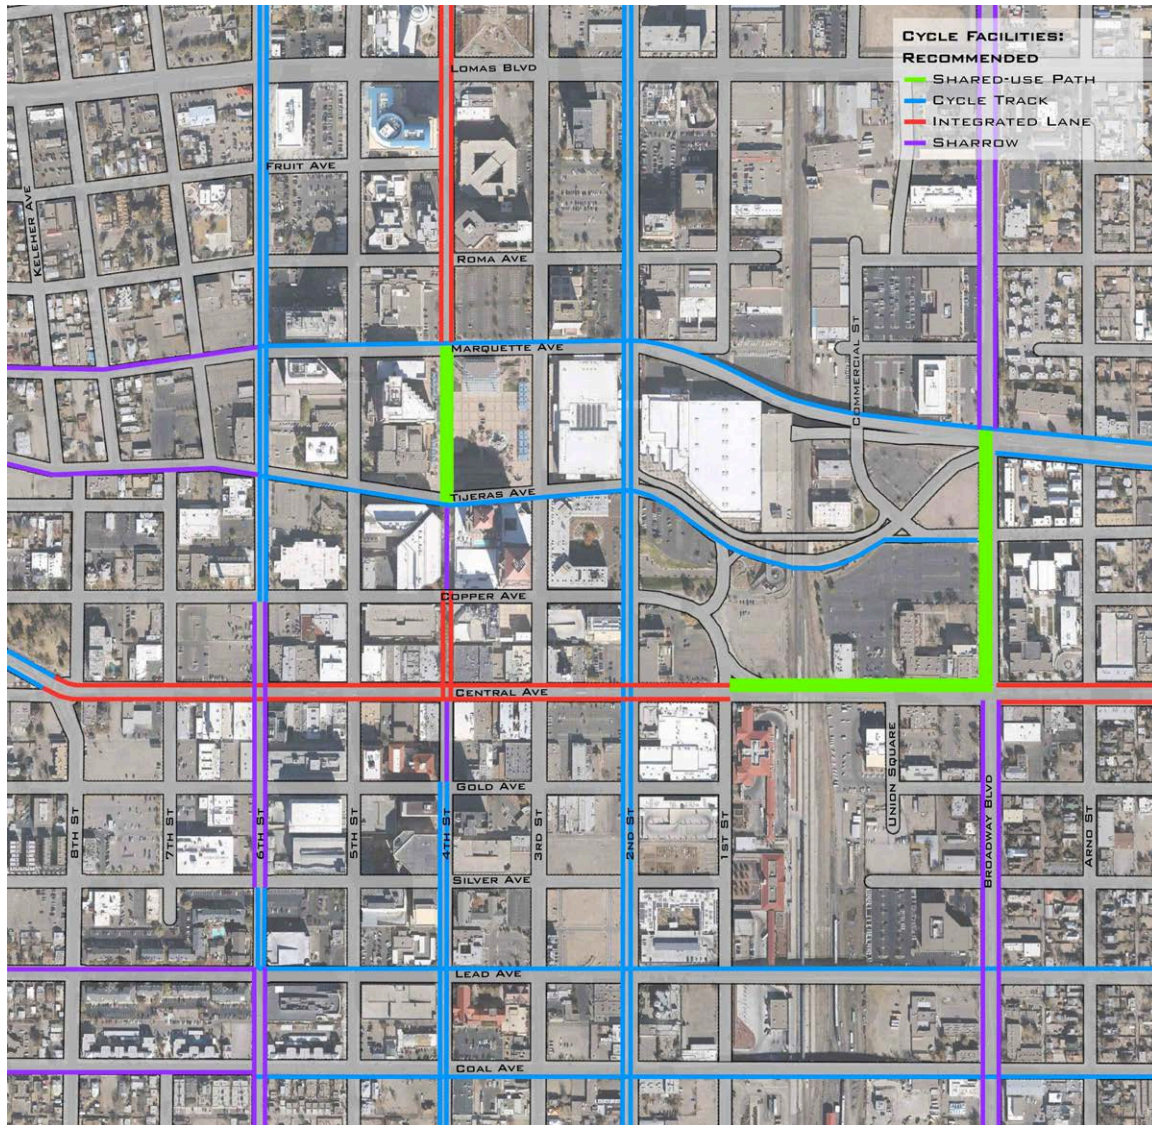 CYCLE FACILITIES:
RECOMMENDED
SHARED-USE PATH
CYCLE TRACK
INTEGRATED LANE
SHARROW
LOMAS BLVD
FRUIT AVE
KELEHER AVE
ROMA AVE
MARQUETTE AVE
COMMERCIAL ST
TIJERAS AVE
COPPER AVE
CENTRAL AVE
UNION SQUARE
GOLD AVE
8TH ST
7TH ST
6TH ST
5TH ST
4TH ST
3RD ST
2ND ST
1ST ST
BROADWAY BLVD
ARNO ST
SILVER AVE
LEAD AVE
COAL AVE